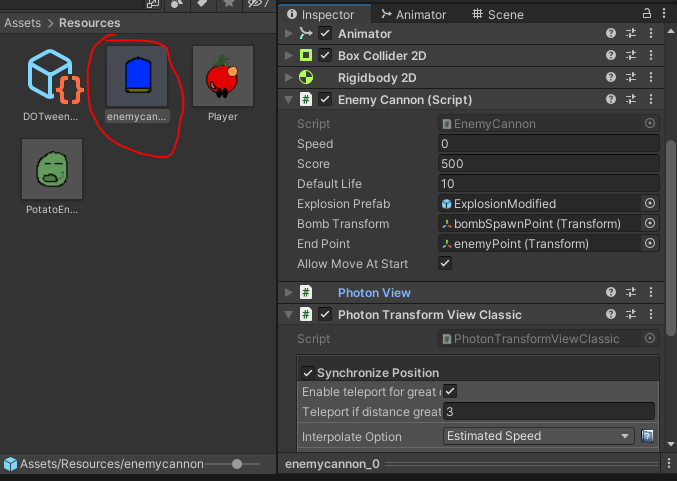 7
Assets > Resources
DOTween...
enemycan...
Player
PotatoEn...
Assets/Resources/enemycannon
Inspector
Animator
Scene
Animator
Box Collider 2D
Rigidbody 2D
Enemy Cannon (Script)
Script EnemyCannon
Speed 0
Score 500
Default Life 10
Explosion Prefab ExplosionModified
Bomb Transform bombSpawnPoint (Transform)
End Point enemyPoint (Transform)
Allow Move At Start
Photon View
Photon Transform View Classic
Script PhotonTransformViewClassic
Synchronize Position
Enable teleport for great
Teleport if distance great 3
Interpolate Option Estimated Speed
enemycannon_0